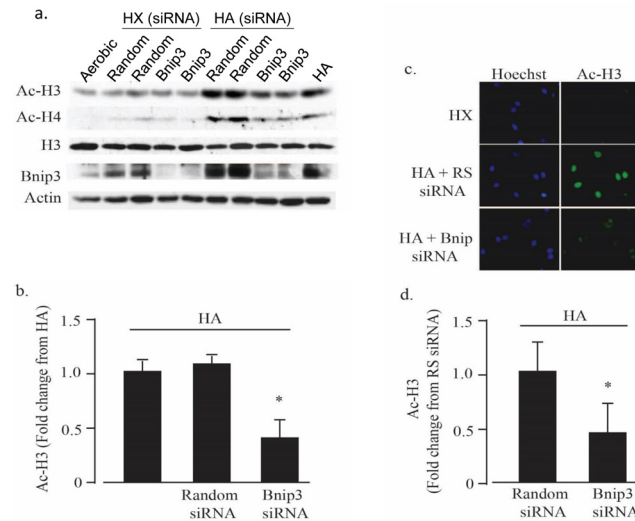 a.
HX (siRNA) HA (siRNA)
Aerobic Random Random Bnip3 Bnip3 Random Random Bnip3 Bnip3 HA
Ac-H3
Ac-H4
H3
Bnip3
Actin
b.
HA
Ac-H3 (Fold change from HA)
1.5
1.0
0.5
0
*
Random
siRNA
Bnip3
siRNA
c.
Hoechst Ac-H3
HX
HA + RS
siRNA
HA + Bnip
siRNA
d.
HA
Ac-H3
(Fold change from RS siRNA)
1.5
1.0
0.5
0
*
Random
siRNA
Bnip3
siRNA